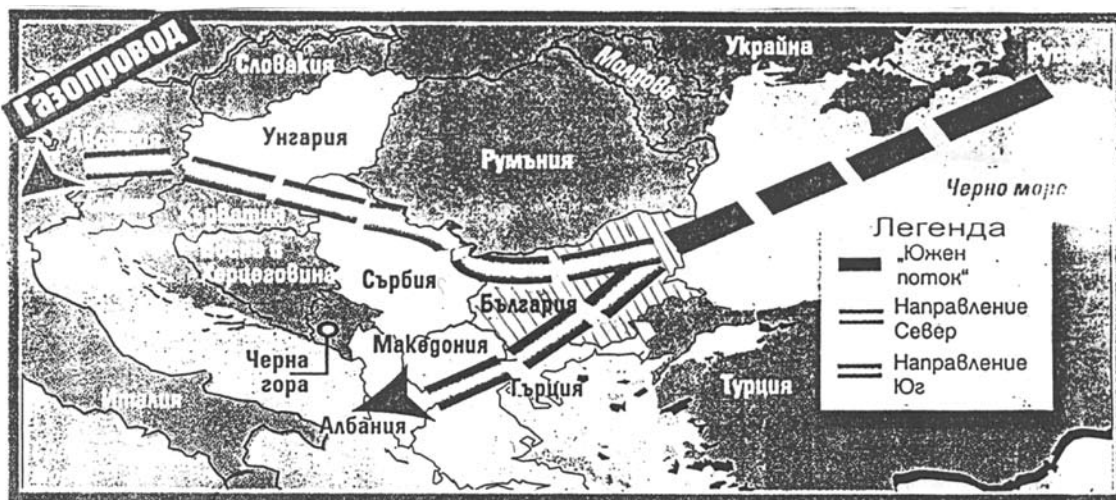 Газопровод
Словакия
Украйна
Молдова
Унгария
Румъния
Черно море
Хърватия
Херцеговина
Сърбия
България
Черна
гора
Македония
Албания
Гърция
Турция
Италия
Легенда
„Южен
поток“
Направление
Север
Направление
Юг